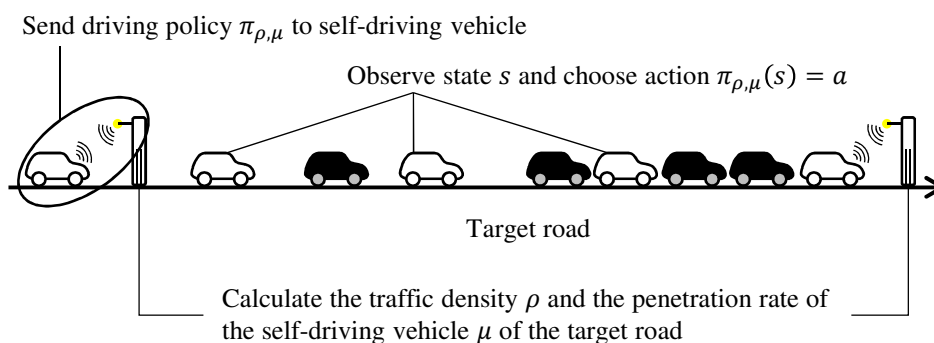 Send driving policy π_{ρ,μ} to self-driving vehicle
Observe state s and choose action π_{ρ,μ}(s) = a
Target road
Calculate the traffic density ρ and the penetration rate of
the self-driving vehicle μ of the target road